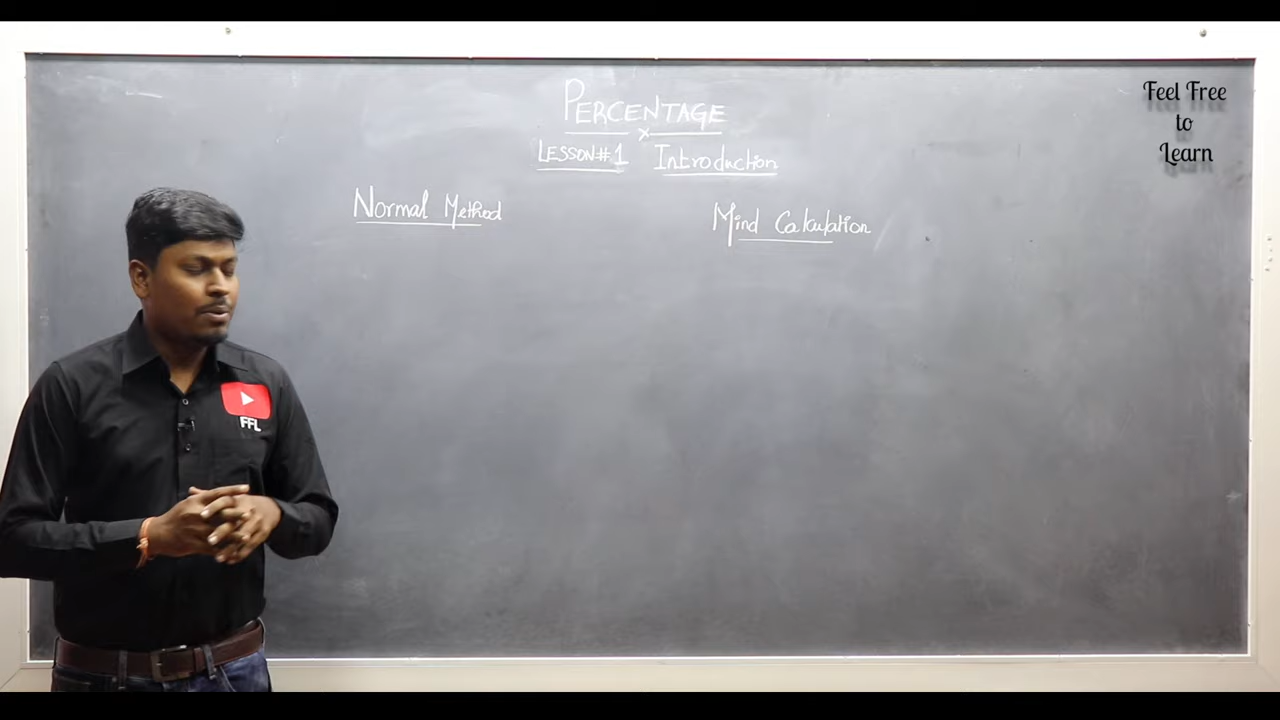 PERCENTAGE
LESSON#1 Introduction
Normal Method
Mind Calculation
Feel Free
to
Learn
FFL